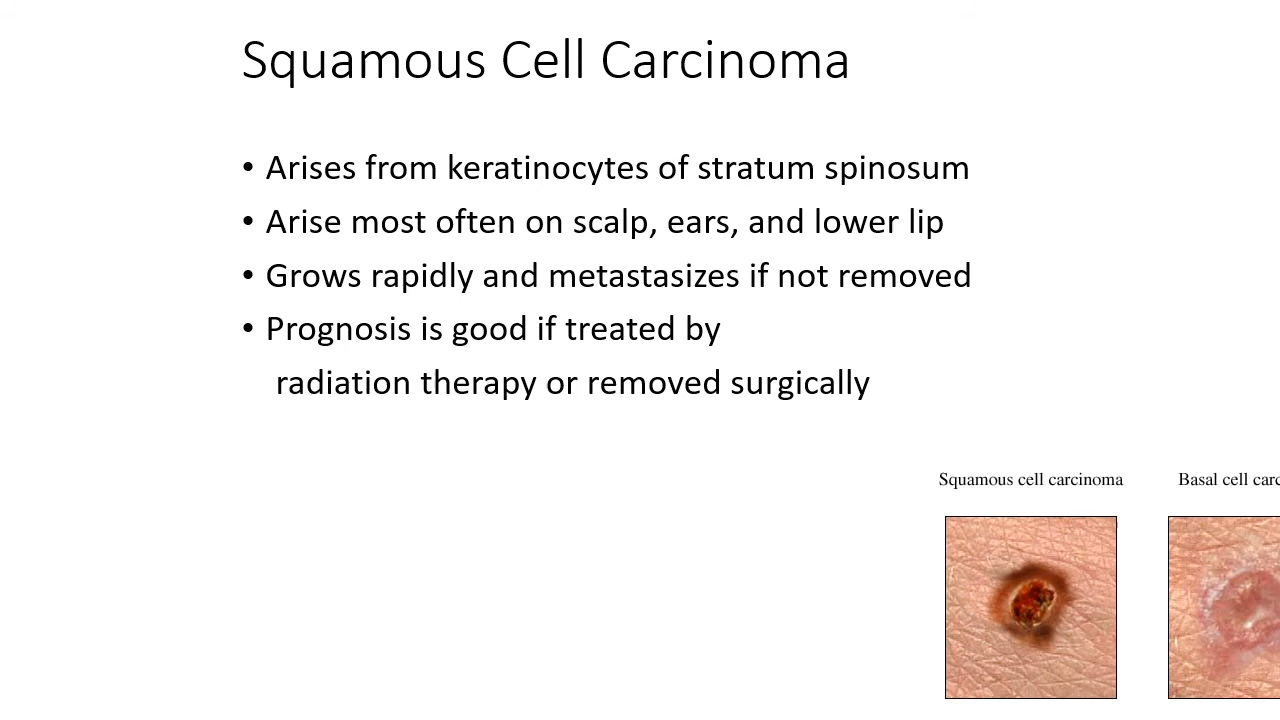 Squamous Cell Carcinoma
• Arises from keratinocytes of stratum spinosum
• Arise most often on scalp, ears, and lower lip
• Grows rapidly and metastasizes if not removed
• Prognosis is good if treated by
radiation therapy or removed surgically
Squamous cell carcinoma
Basal cell